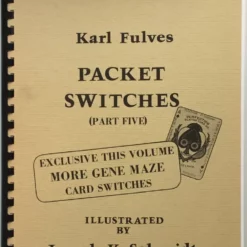 Karl Fulves
PACKET
SWITCHES
(PART FIVE)
EXCLUSIVE THIS VOLUME
MORE GENE MAZE
CARD SWITCHES
ILLUSTRATED
BY